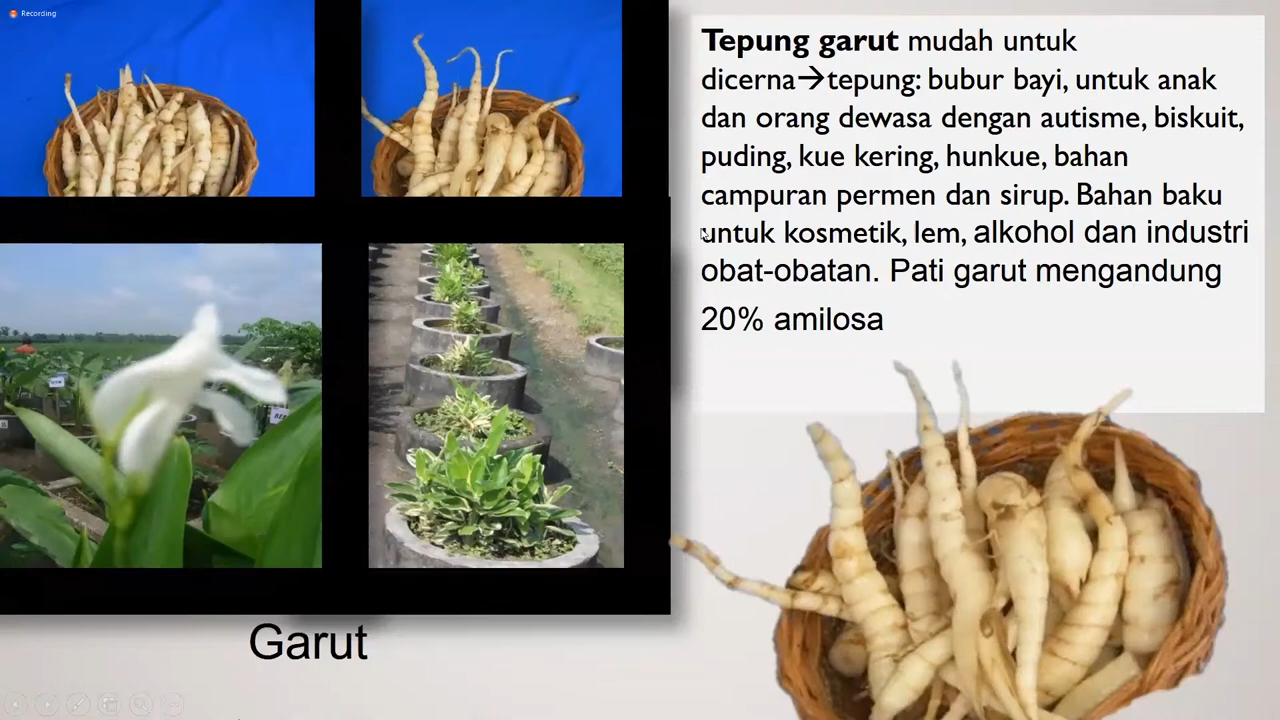 Recording
Tepung garut mudah untuk
dicerna→tepung: bubur bayi, untuk anak
dan orang dewasa dengan autisme, biskuit,
puding, kue kering, hunkue, bahan
campuran permen dan sirup. Bahan baku
untuk kosmetik, lem, alkohol dan industri
obat-obatan. Pati garut mengandung
20% amilosa
Garut